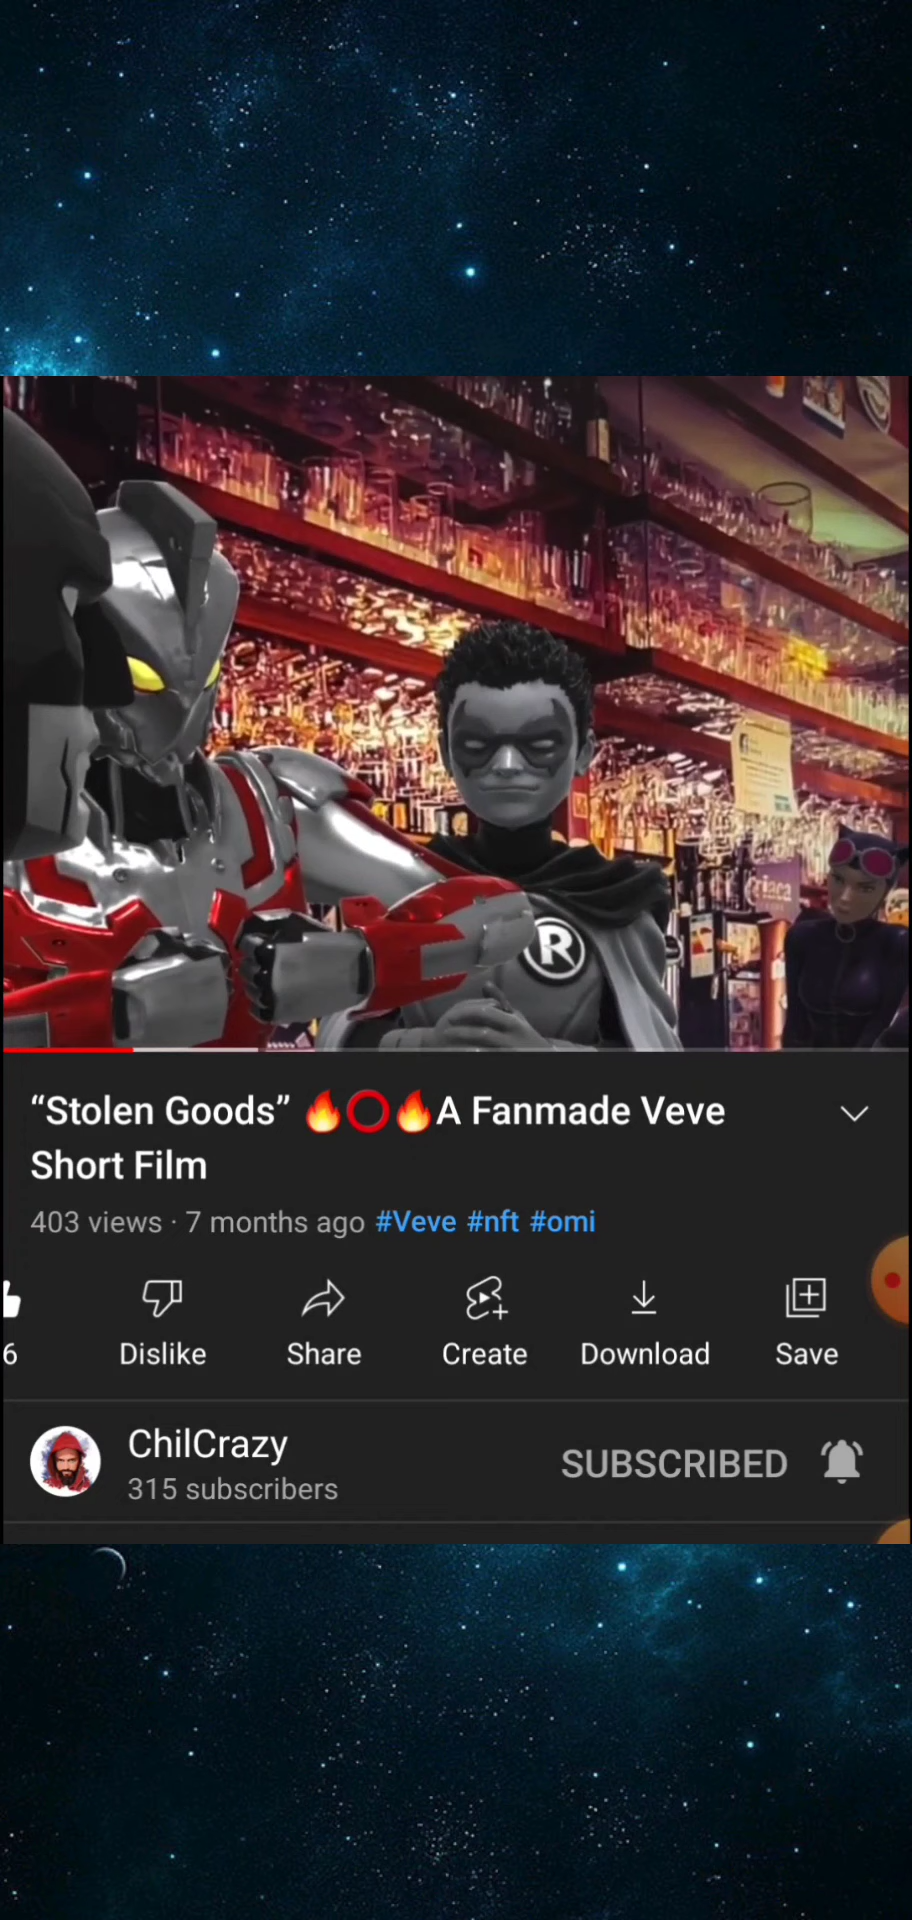 R
“Stolen Goods” 🔥⭕🔥A Fanmade Veve
Short Film
403 views · 7 months ago #Veve #nft #omi
6 Dislike Share Create Download Save
ChilCrazy
315 subscribers
SUBSCRIBED